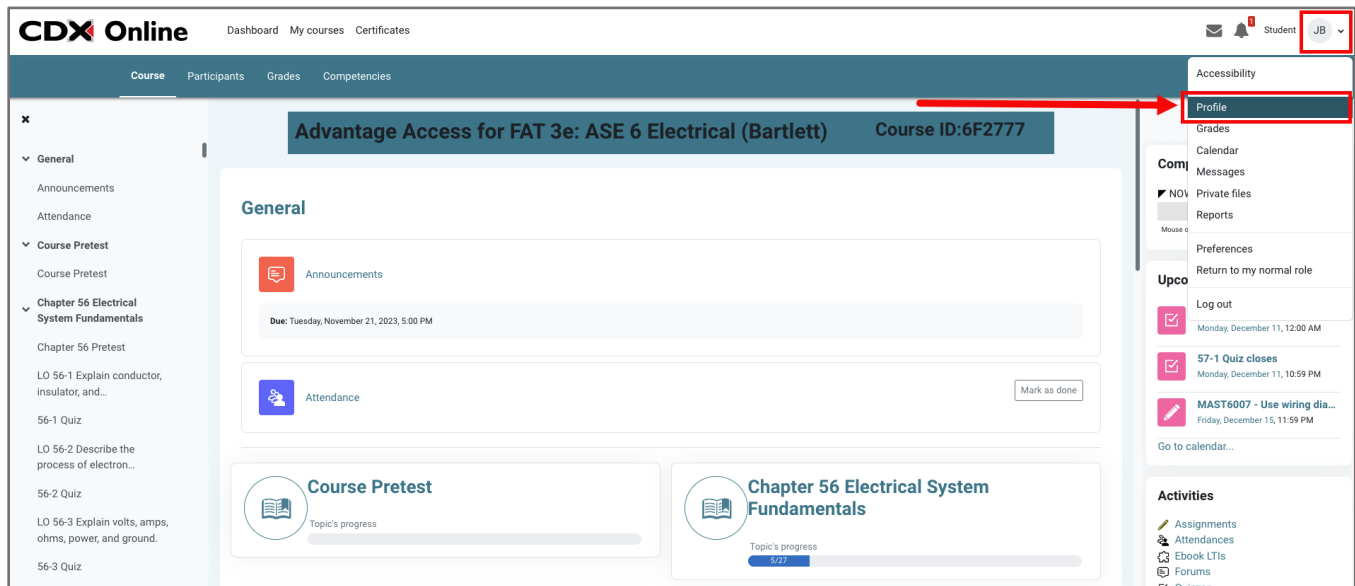 CDX Online
Dashboard My courses Certificates
1
Student JB
Course Participants Grades Competencies
Accessibility
Profile
Grades
Calendar
Messages
Private files
Reports
Preferences
Return to my normal role
Log out
General
Announcements
Attendance
Course Pretest
Course Pretest
Chapter 56 Electrical
System Fundamentals
Chapter 56 Pretest
LO 56-1 Explain conductor,
insulator, and...
56-1 Quiz
LO 56-2 Describe the
process of electron...
56-2 Quiz
LO 56-3 Explain volts, amps,
ohms, power, and ground.
56-3 Quiz
Advantage Access for FAT 3e: ASE 6 Electrical (Bartlett) Course ID:6F2777
General
Announcements
Due: Tuesday, November 21, 2023, 5:00 PM
Attendance
Mark as done
Course Pretest
Topic's progress
Chapter 56 Electrical System
Fundamentals
Topic's progress
5/27
Mouse
Monday, December 11, 12:00 AM
57-1 Quiz closes
Monday, December 11, 10:59 PM
MAST6007 - Use wiring dia...
Friday, December 15, 11:59 PM
Go to calendar...
Activities
Assignments
Attendances
Ebook LTIs
Forums